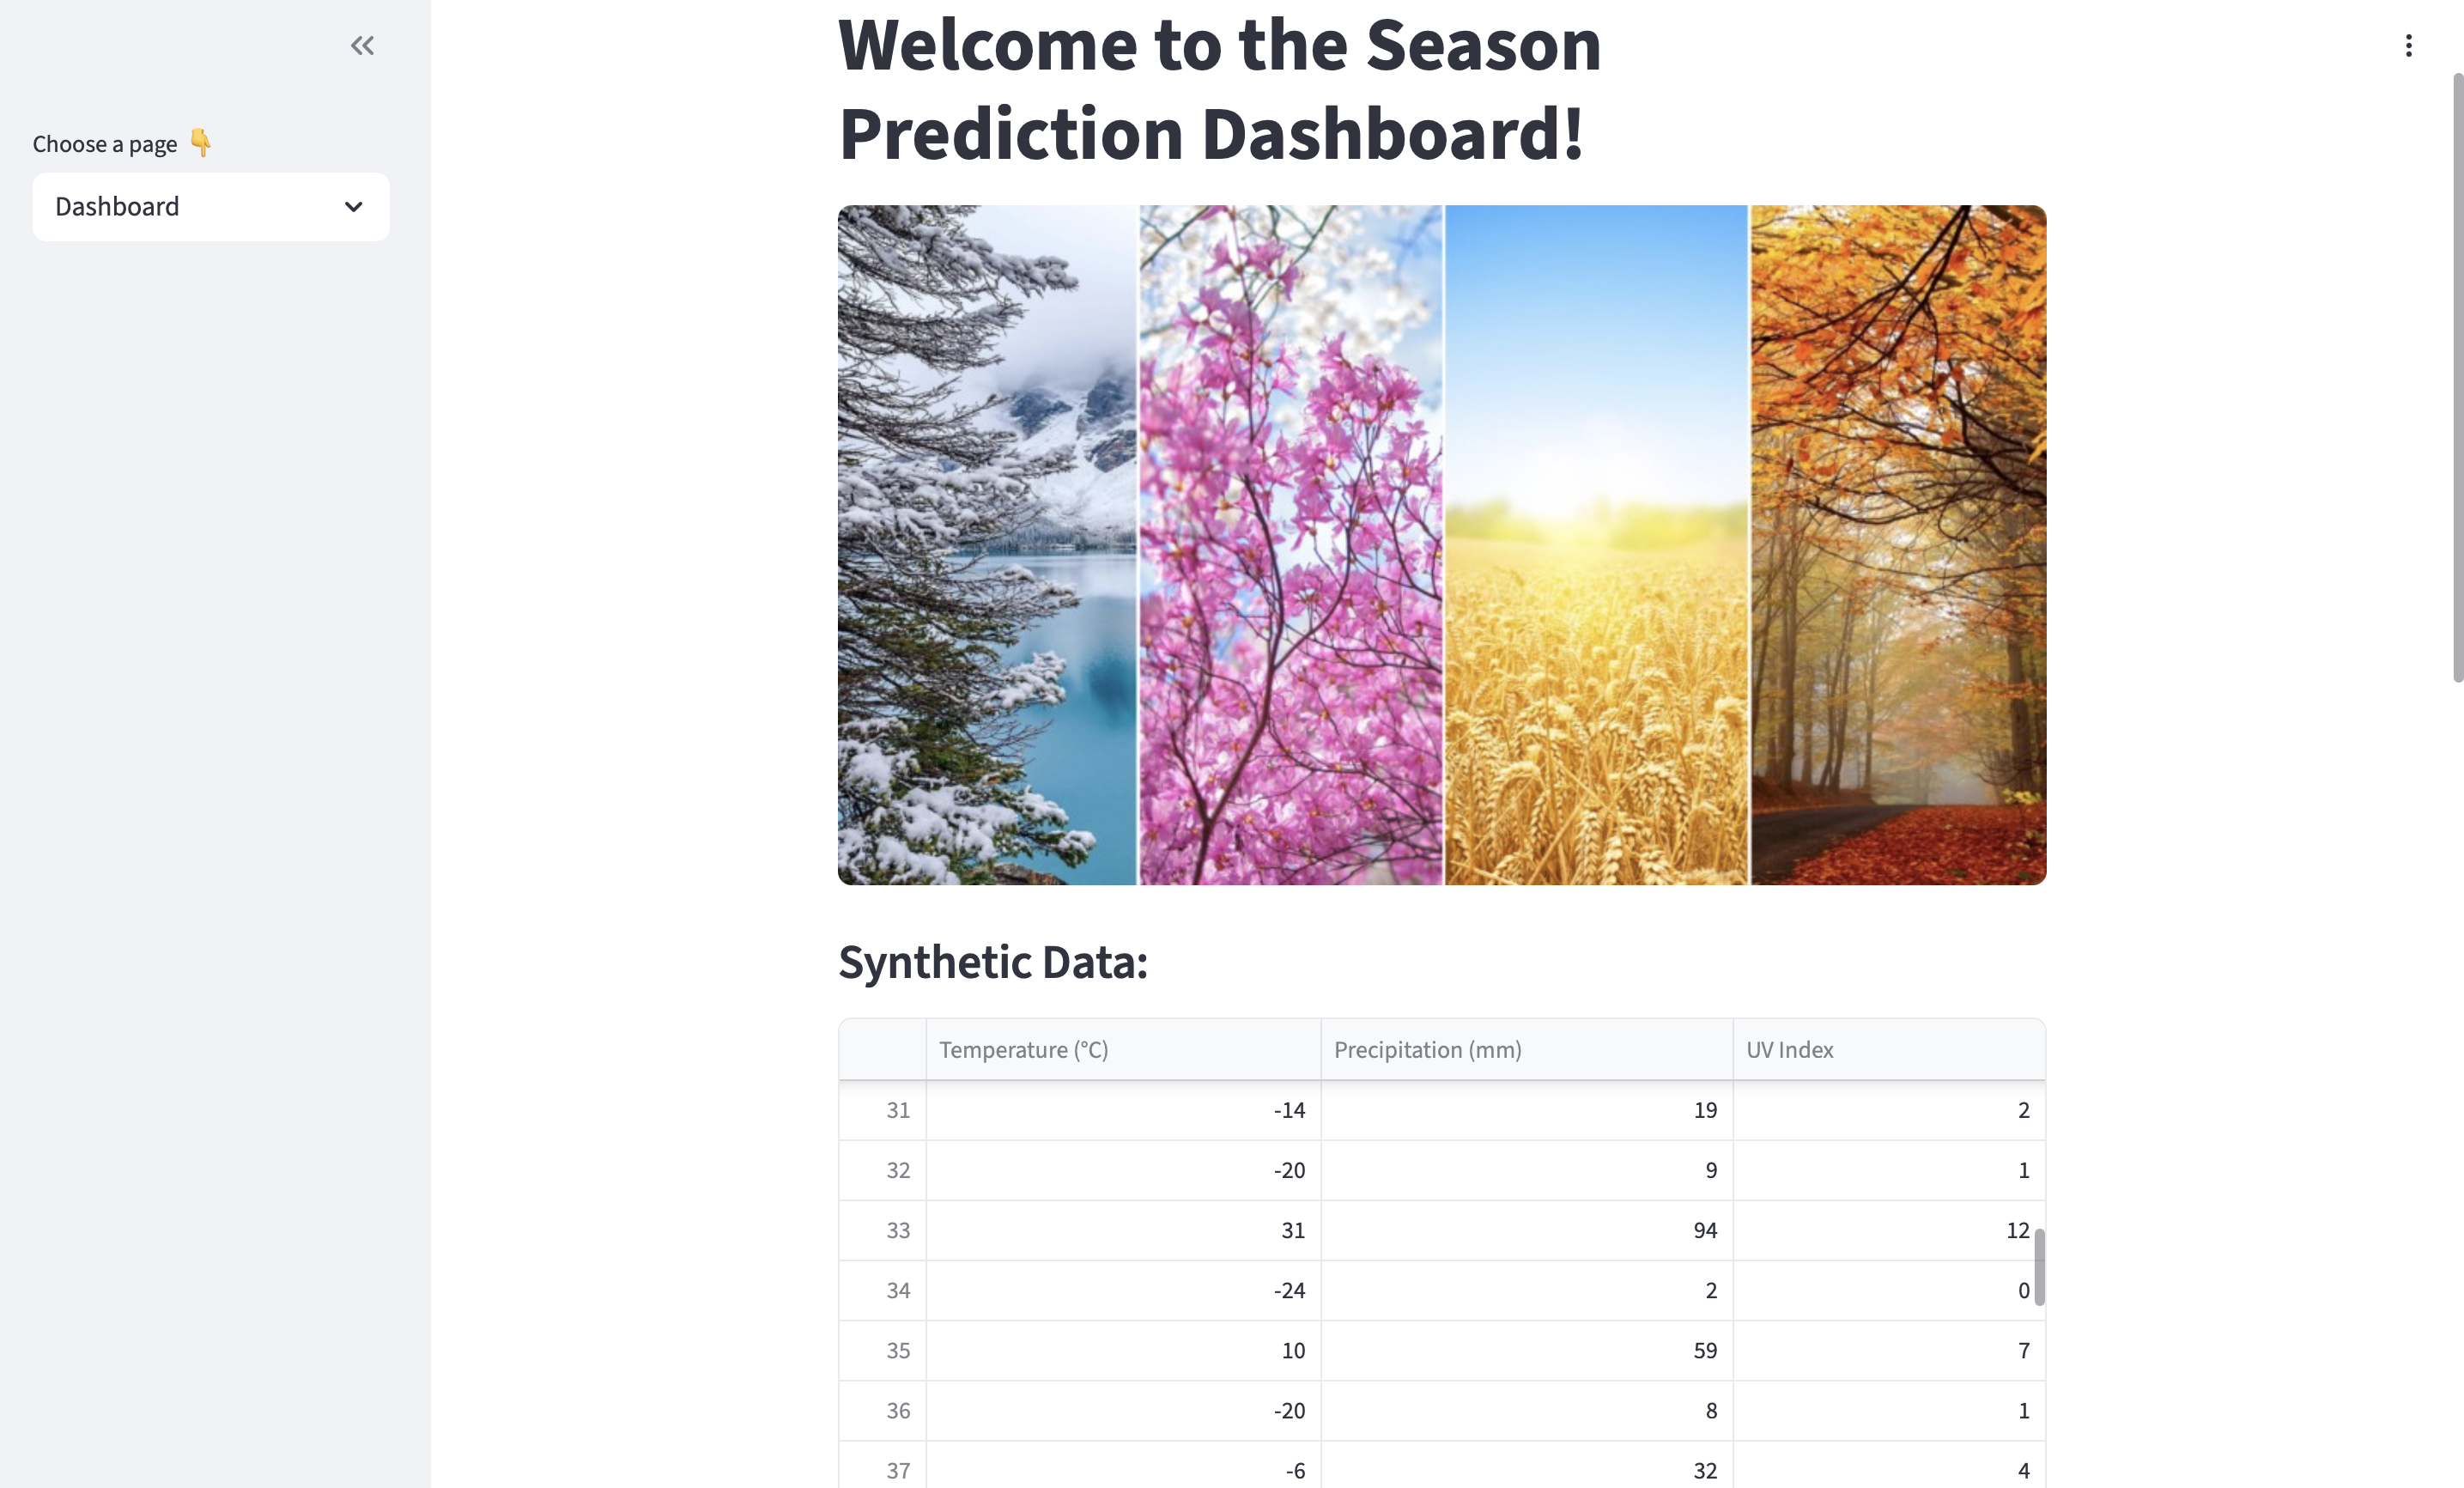 Choose a page 👇
Dashboard
Welcome to the Season
Prediction Dashboard!
Synthetic Data:
Temperature (°C) Precipitation (mm) UV Index
31 -14 19 2
32 -20 9 1
33 31 94 12
34 -24 2 0
35 10 59 7
36 -20 8 1
37 -6 32 4